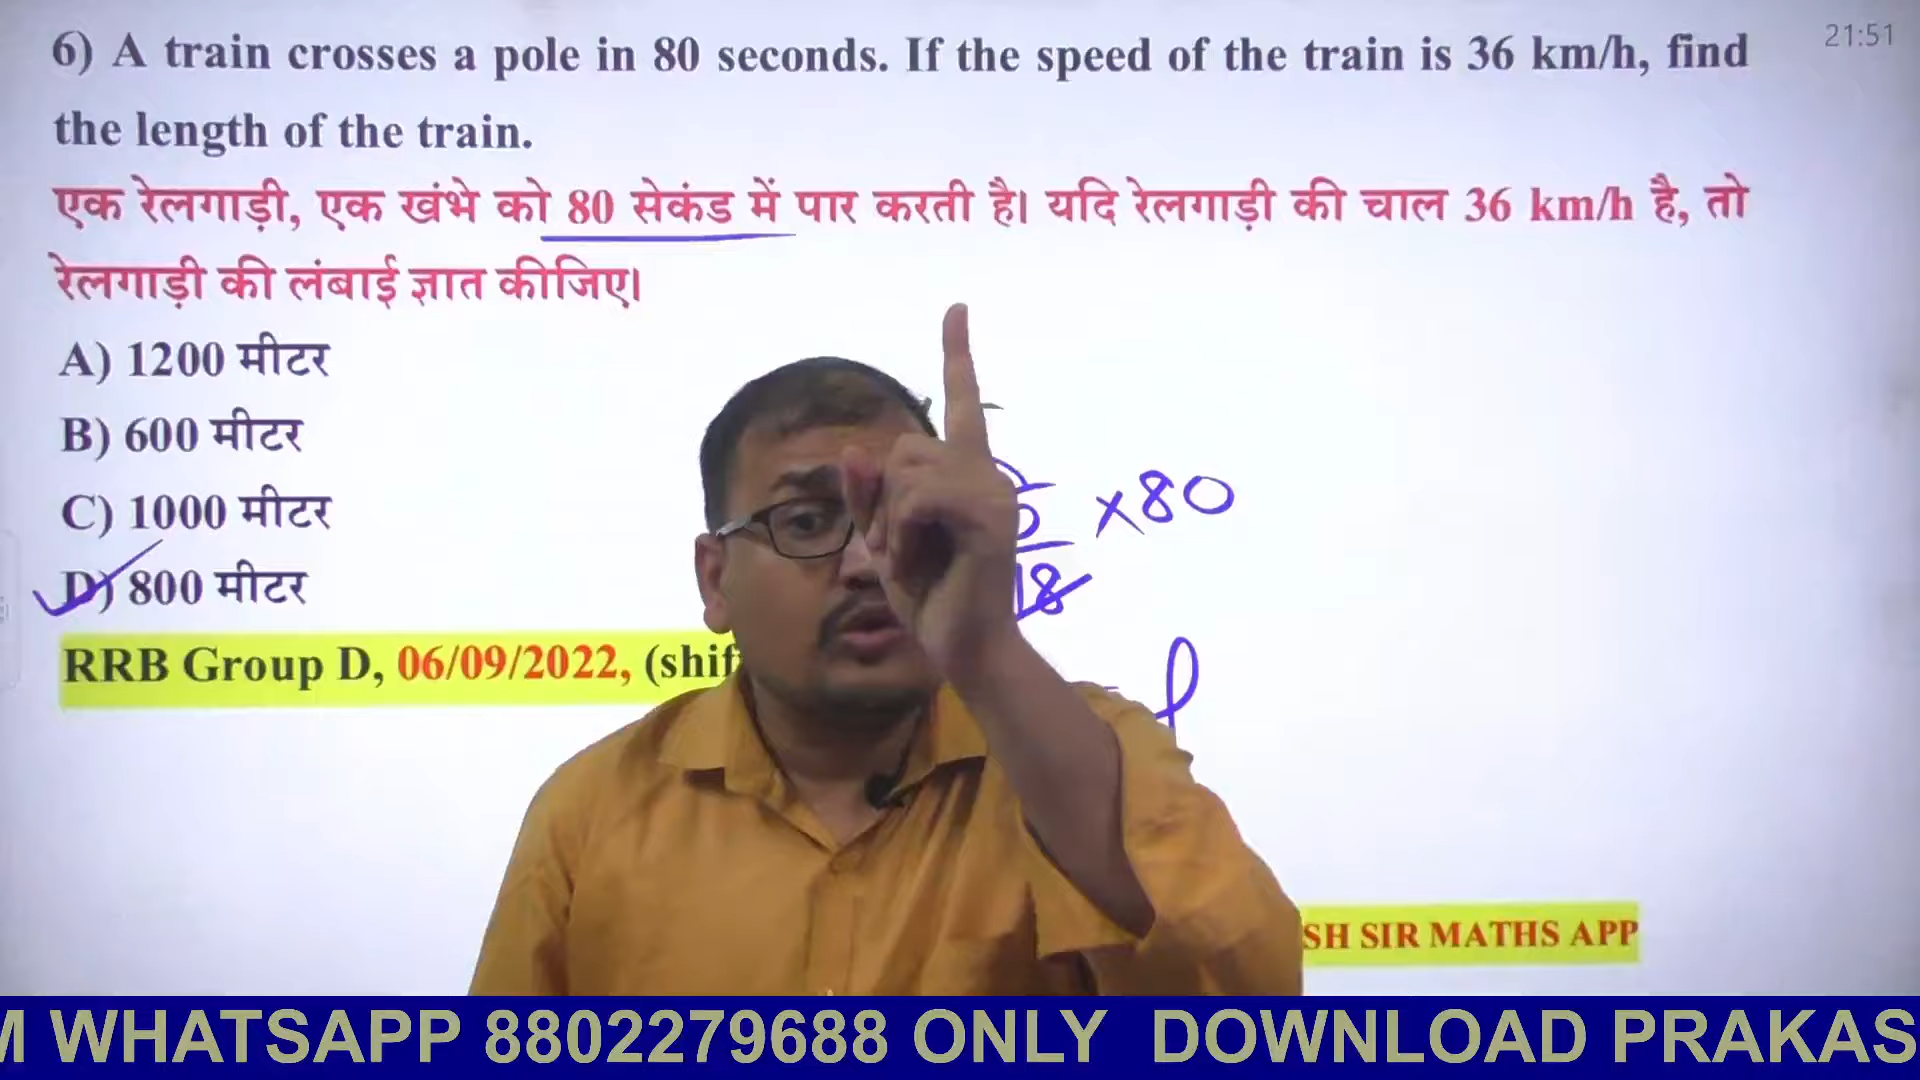 21:51
6) A train crosses a pole in 80 seconds. If the speed of the train is 36 km/h, find
the length of the train.
एक रेलगाड़ी, एक खंभे को 80 सेकंड में पार करती है। यदि रेलगाड़ी की चाल 36 km/h है, तो
रेलगाड़ी की लंबाई ज्ञात कीजिए।
A) 1200 मीटर
B) 600 मीटर
C) 1000 मीटर
D) 800 मीटर
×80
18
l
RRB Group D, 06/09/2022, (shif
SH SIR MATHS APP
M WHATSAPP 8802279688 ONLY DOWNLOAD PRAKAS